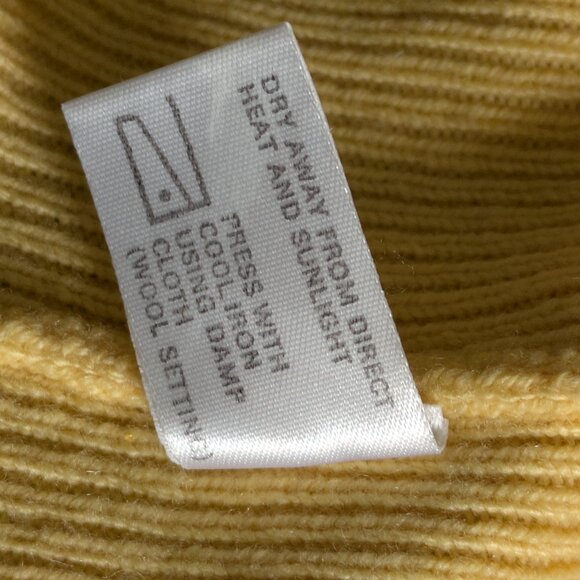 DRY AWAY FROM DIRECT
HEAT AND SUNLIGHT
PRESS WITH
COOL IRON
USING DAMP
CLOTH
(WOOL SETTING)